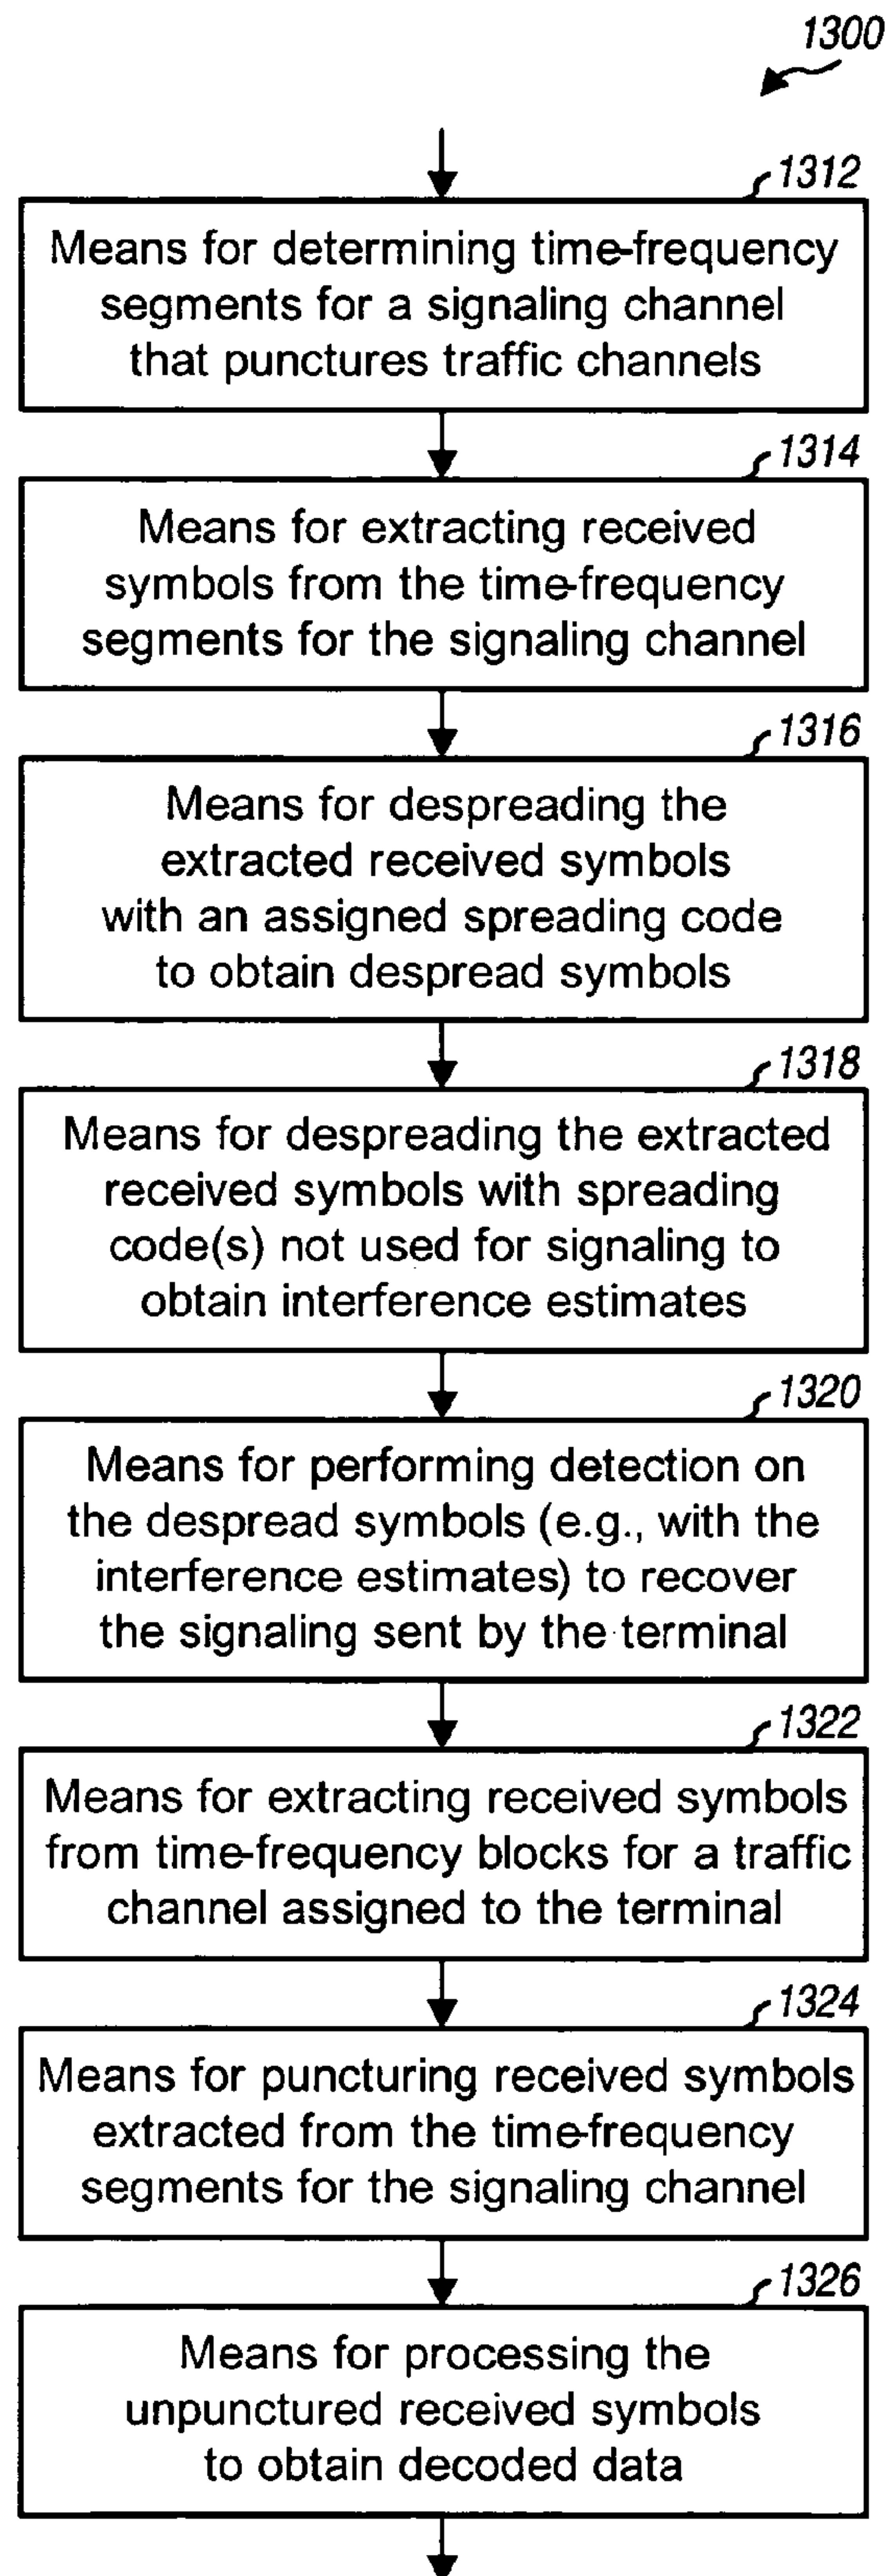 1300
1312
Means for determining time-frequency
segments for a signaling channel
that punctures traffic channels
1314
Means for extracting received
symbols from the time-frequency
segments for the signaling channel
1316
Means for despreading the
extracted received symbols
with an assigned spreading code
to obtain despread symbols
1318
Means for despreading the extracted
received symbols with spreading
code(s) not used for signaling to
obtain interference estimates
1320
Means for performing detection on
the despread symbols (e.g., with the
interference estimates) to recover
the signaling sent by the terminal
1322
Means for extracting received symbols
from time-frequency blocks for a traffic
channel assigned to the terminal
1324
Means for puncturing received symbols
extracted from the time-frequency
segments for the signaling channel
1326
Means for processing the
unpunctured received symbols
to obtain decoded data